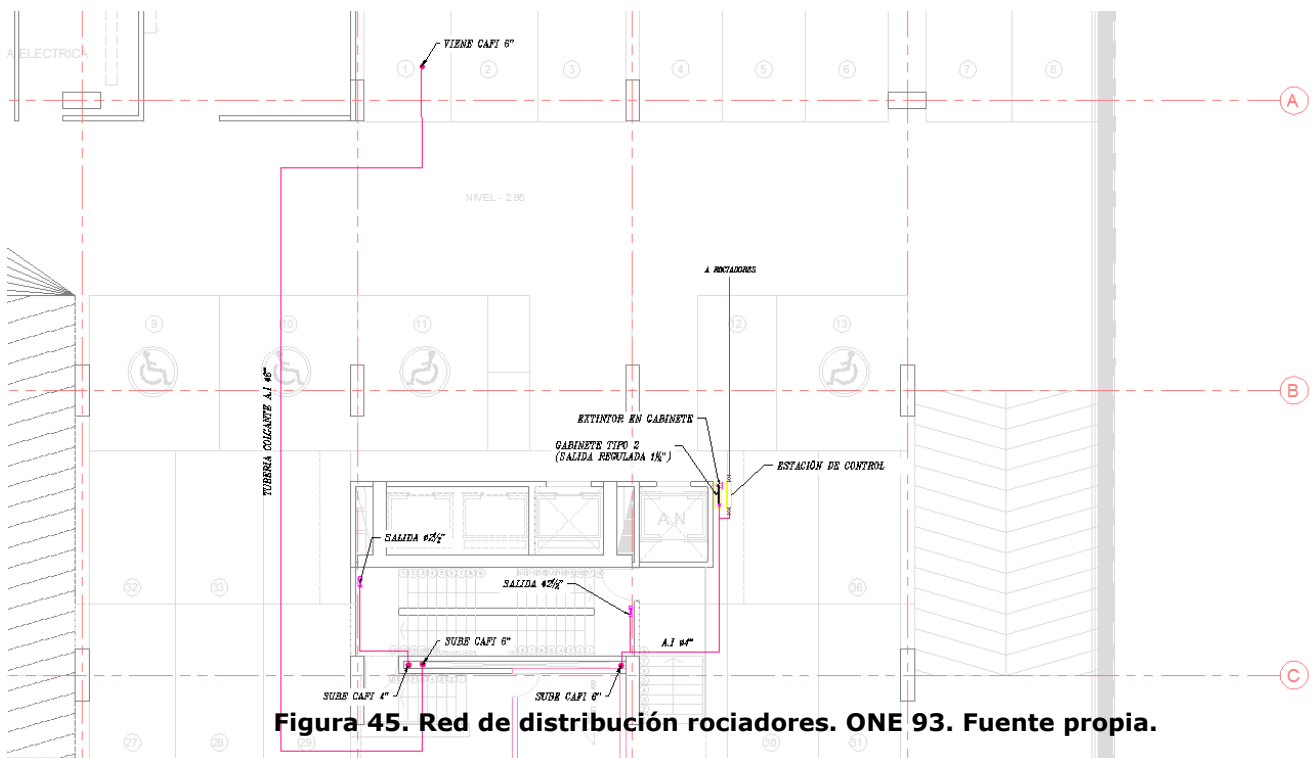 VIENE CAFI 6"
A ELECTRICA
1
2
3
4
5
6
7
8
A
NIVEL - 2.95
A ROCIADORES
9
10
11
12
13
TUBERIA COLGANTE A.I ø6"
B
EXTINTOR EN GABINETE
GABINETE TIPO 2
(SALIDA REGULADA 1½")
ESTACIÓN DE CONTROL
A.N
SALIDA ø2½"
SALIDA ø2½"
32
33
36
SUBE CAFI 6"
A.I ø4"
SUBE CAFI 4"
SUBE CAFI 6"
C
Figura 45. Red de distribución rociadores. ONE 93. Fuente propia.
27
28
29
30
31